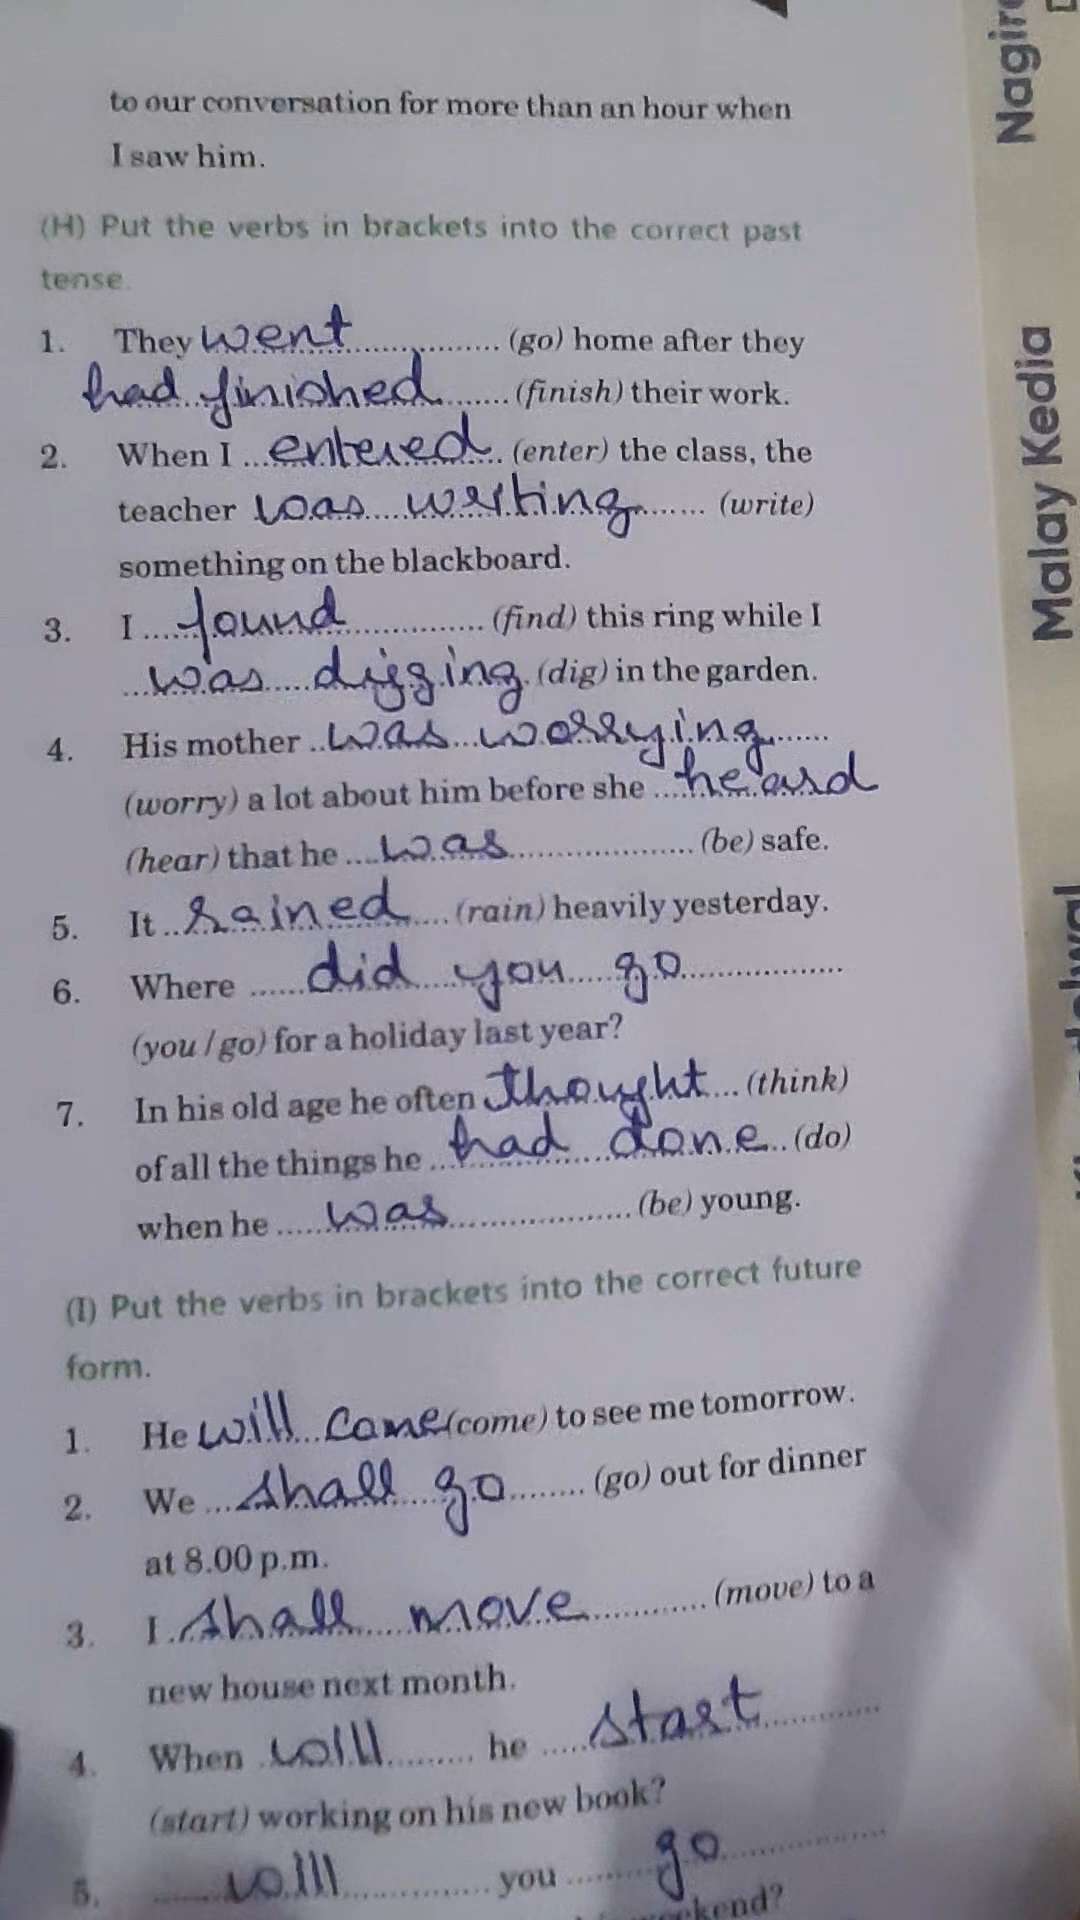 to our conversation for more than an hour when
I saw him.
(H) Put the verbs in brackets into the correct past
tense.
1. They went (go) home after they
had finished (finish) their work.
2. When I entered (enter) the class, the
teacher was writing (write)
something on the blackboard.
3. I found (find) this ring while I
was digging (dig) in the garden.
4. His mother was worrying
(worry) a lot about him before she heard
(hear) that he was (be) safe.
5. It rained (rain) heavily yesterday.
6. Where did you go
(you / go) for a holiday last year?
7. In his old age he often thought (think)
of all the things he had done (do)
when he was (be) young.
(I) Put the verbs in brackets into the correct future
form.
1. He will come (come) to see me tomorrow.
2. We shall go (go) out for dinner
at 8.00 p.m.
3. I shall move (move) to a
new house next month.
4. When will he start
(start) working on his new book?
5. will you go
Malay Kedia